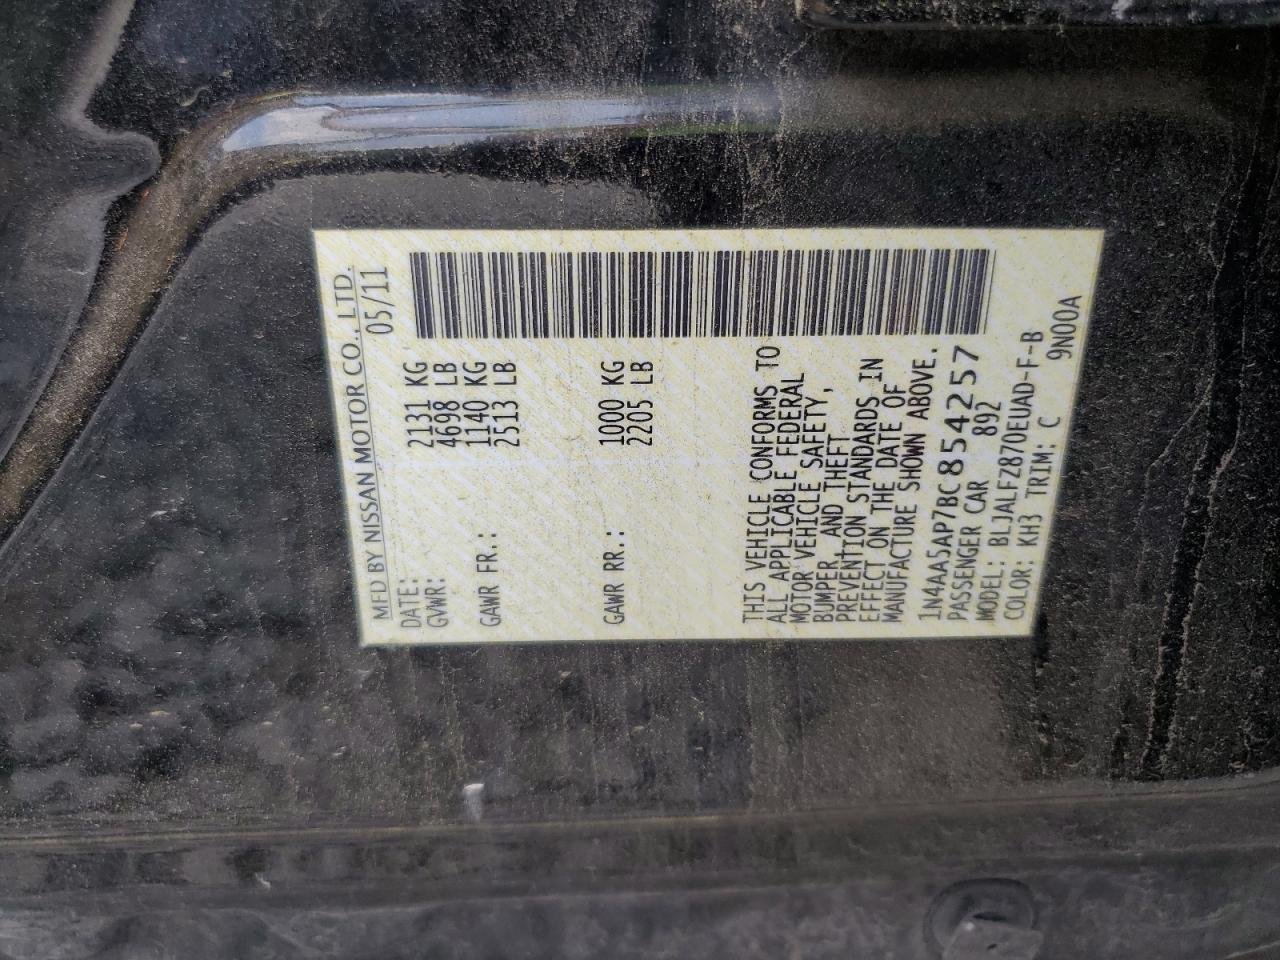 MFD BY NISSAN MOTOR CO., LTD.
DATE: 05/11
GVWR: 2131 KG
4698 LB
GAWR FR.: 1140 KG
2513 LB
GAWR RR.: 1000 KG
2205 LB
THIS VEHICLE CONFORMS TO
ALL APPLICABLE FEDERAL
MOTOR VEHICLE SAFETY,
BUMPER, AND THEFT
PREVENTION STANDARDS IN
EFFECT ON THE DATE OF
MANUFACTURE SHOWN ABOVE.
1N4AA5AP7BC854257
PASSENGER CAR 892
MODEL: BLJALFZ870EUAD-F-B
COLOR: KH3 TRIM: C 9N00A